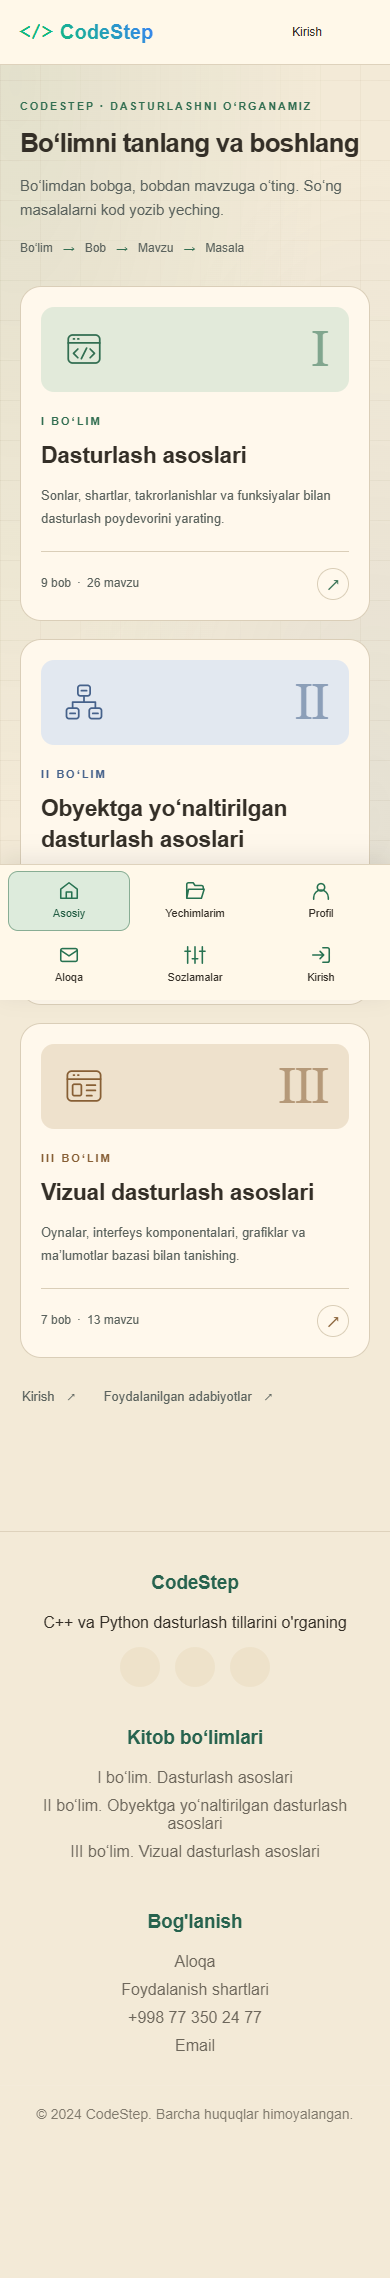 </> CodeStep
Kirish
CODESTEP · DASTURLASHNI O‘RGANAMIZ
Bo‘limni tanlang va boshlang
Bo‘limdan bobga, bobdan mavzuga o‘ting. So‘ng
masalalarni kod yozib yeching.
Bo‘lim → Bob → Mavzu → Masala
I
I BO‘LIM
Dasturlash asoslari
Sonlar, shartlar, takrorlanishlar va funksiyalar bilan
dasturlash poydevorini yarating.
9 bob · 26 mavzu ↗
II
II BO‘LIM
Obyektga yo‘naltirilgan
dasturlash asoslari
Asosiy
Yechimlarim
Profil
Aloqa
Sozlamalar
Kirish
III
III BO‘LIM
Vizual dasturlash asoslari
Oynalar, interfeys komponentalari, grafiklar va
ma’lumotlar bazasi bilan tanishing.
7 bob · 13 mavzu ↗
Kirish ↗ Foydalanilgan adabiyotlar ↗
CodeStep
C++ va Python dasturlash tillarini o'rganing
Kitob bo‘limlari
I bo‘lim. Dasturlash asoslari
II bo‘lim. Obyektga yo‘naltirilgan dasturlash
asoslari
III bo‘lim. Vizual dasturlash asoslari
Bog'lanish
Aloqa
Foydalanish shartlari
+998 77 350 24 77
Email
© 2024 CodeStep. Barcha huquqlar himoyalangan.